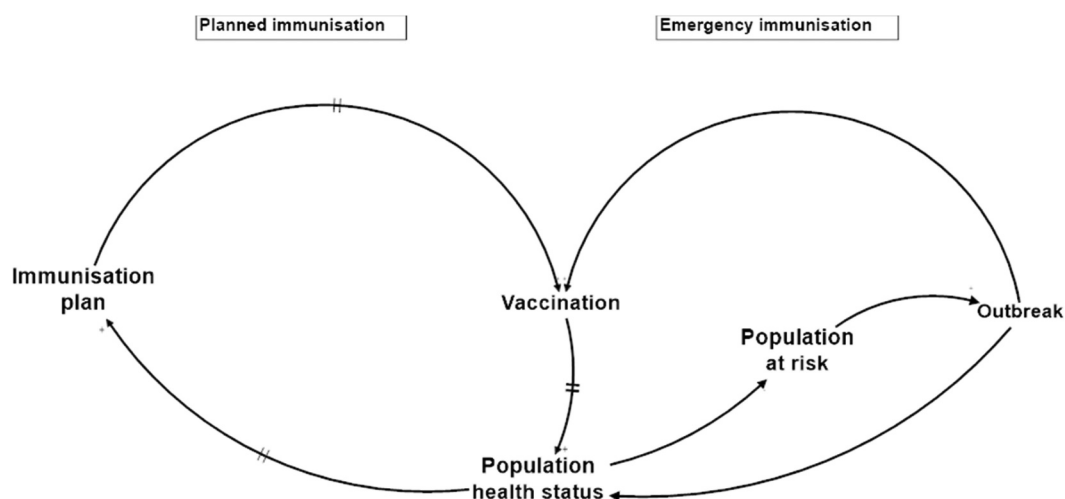 Planned immunisation
Emergency immunisation
Immunisation
plan
Vaccination
Population
at risk
Outbreak
Population
health status